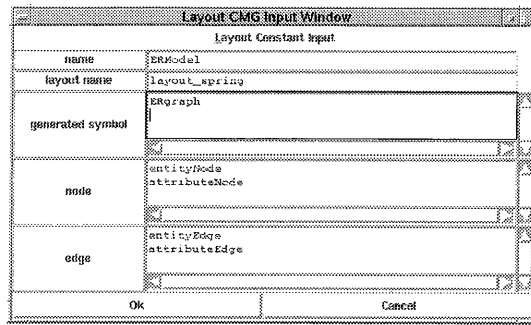 Layout CMG Input Window
Layout Constant Input
name
ERModel
layout name
layout_spring
generated symbol
ERgraph
node
entityNode
attributeNode
edge
entityEdge
attributeEdge
Ok
Cancel